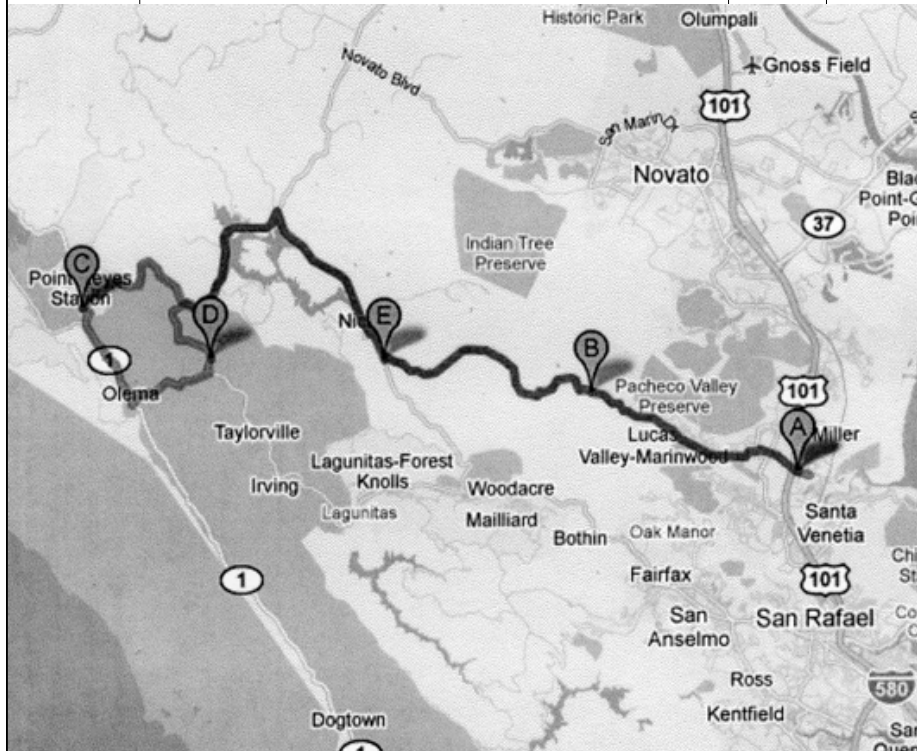 Historic Park
Olumpali
Gnoss Field
Novato Blvd
101
San Marin Dr
Novato
Point
37
Indian Tree
Preserve
C
Point Reyes
Station
D
E
B
1
Olema
Pacheco Valley
Preserve
101
A
Miller
Lucas
Valley-Marinwood
Taylorville
Lagunitas-Forest
Knolls
Irving
Woodacre
Lagunitas
Mailliard
Santa
Venetia
Bothin
Oak Manor
1
Fairfax
101
San
Anselmo
San Rafael
Ross
580
Kentfield
Dogtown
1